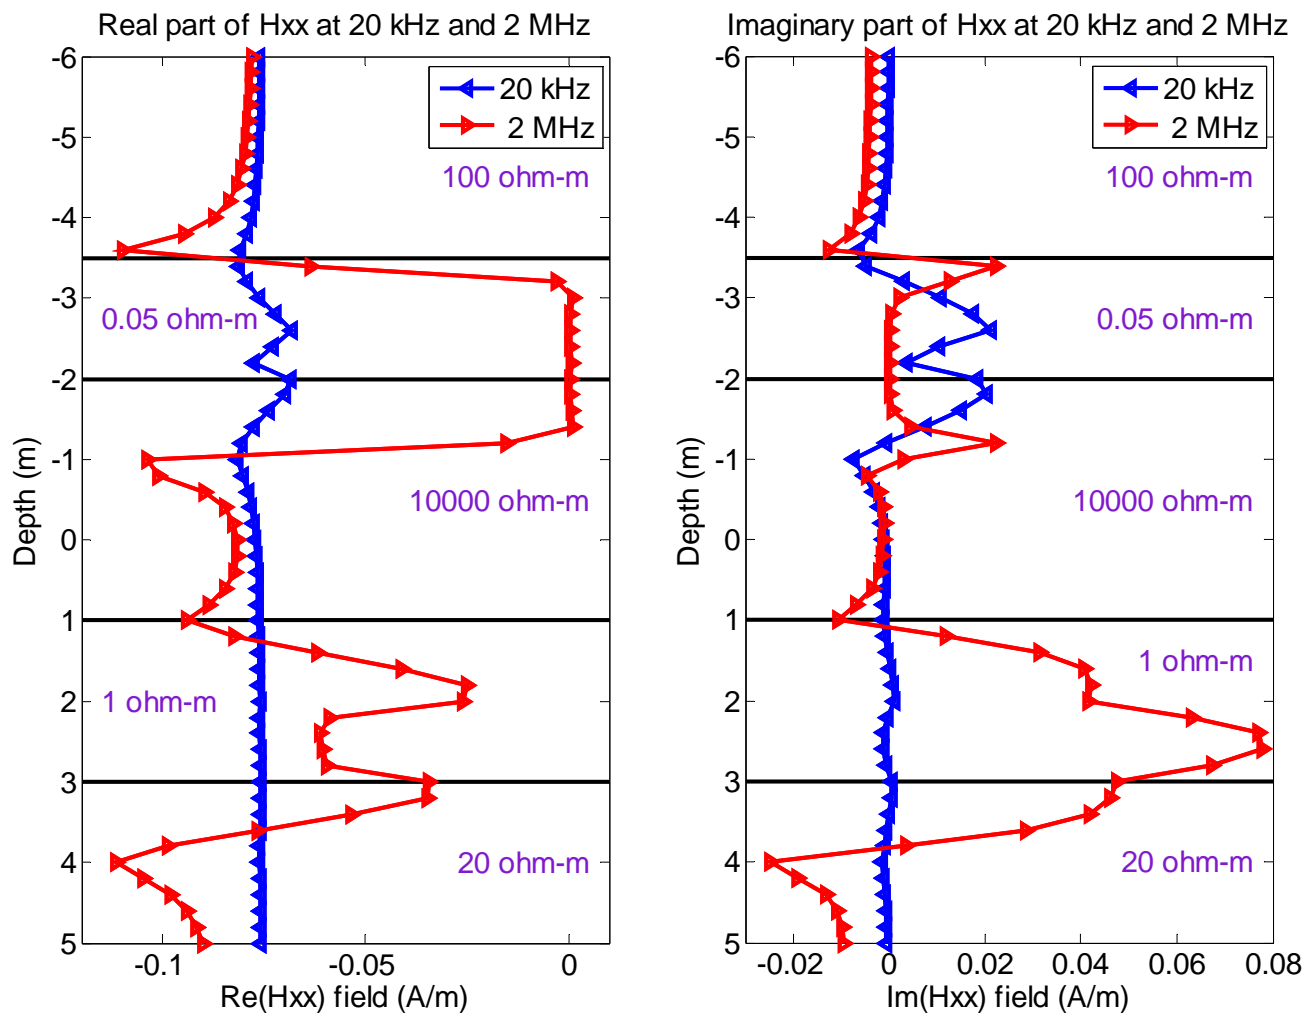 Real part of Hxx at 20 kHz and 2 MHz
-6
-5
-4
-3
-2
-1
0
1
2
3
4
5
Depth (m)
20 kHz
2 MHz
100 ohm-m
0.05 ohm-m
10000 ohm-m
1 ohm-m
20 ohm-m
-0.1
-0.05
0
Re(Hxx) field (A/m)
Imaginary part of Hxx at 20 kHz and 2 MHz
-6
-5
-4
-3
-2
-1
0
1
2
3
4
5
Depth (m)
20 kHz
2 MHz
100 ohm-m
0.05 ohm-m
10000 ohm-m
1 ohm-m
20 ohm-m
-0.02
0
0.02
0.04
0.06
0.08
Im(Hxx) field (A/m)